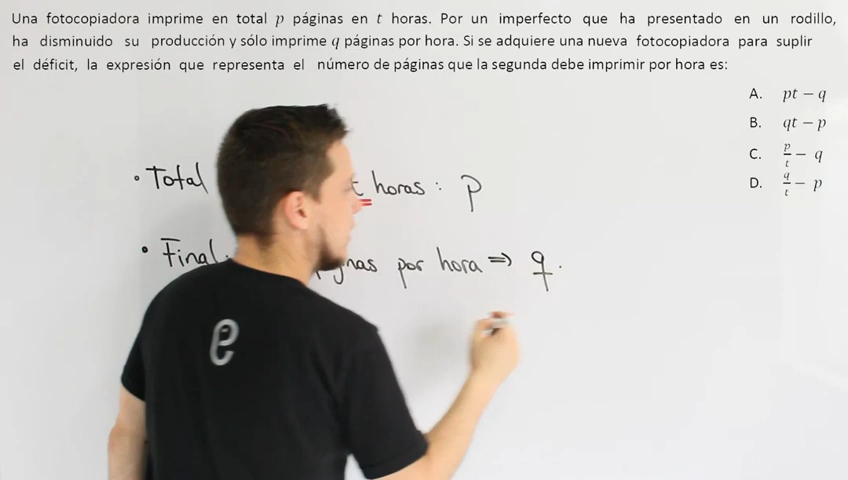 Una fotocopiadora imprime en total p páginas en t horas. Por un imperfecto que ha presentado en un rodillo,
ha disminuido su producción y sólo imprime q páginas por hora. Si se adquiere una nueva fotocopiadora para suplir
el déficit, la expresión que representa el número de páginas que la segunda debe imprimir por hora es:
A. pt − q
B. qt − p
C. p/t − q
D. q/t − p
• Total t horas : p
• Final por hora ⇒ q.
e